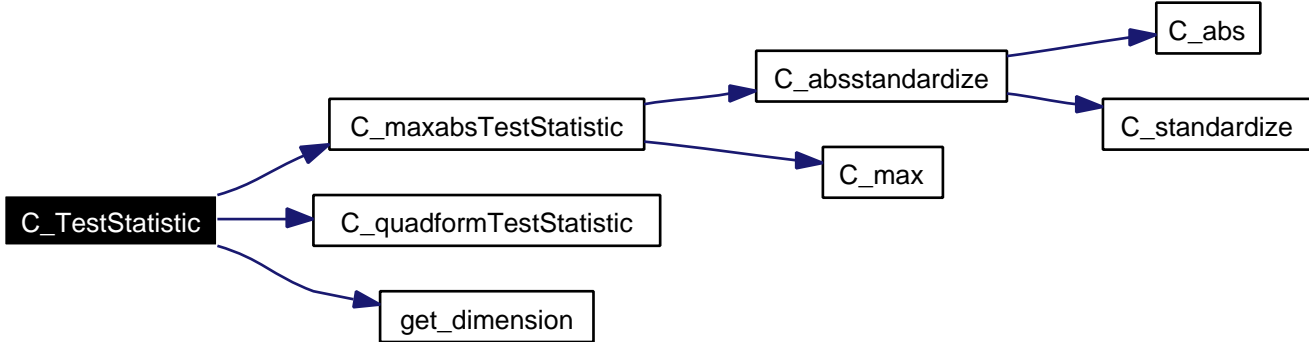 C_abs
C_absstandardize
C_maxabsTestStatistic
C_standardize
C_max
C_TestStatistic
C_quadformTestStatistic
get_dimension